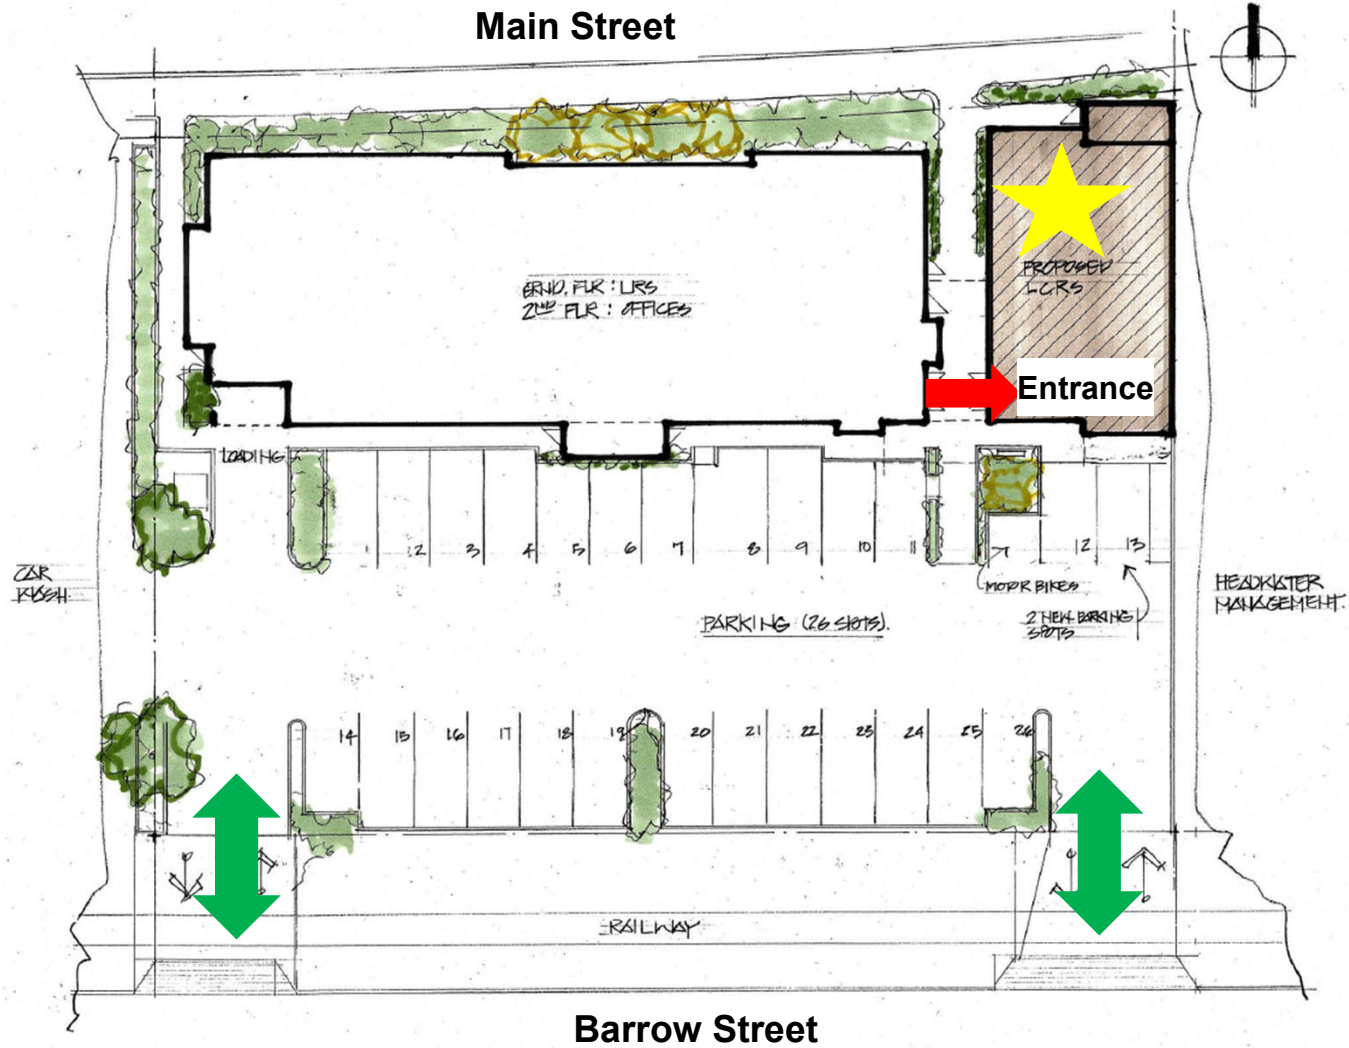 Main Street
PROPOSED
LCRS
GRND. FLR : LRS
2ND FLR : OFFICES
Entrance
LOADING
1 2 3 4 5 6 7 8 9 10 11 12 13
CAR
WASH.
MOTOR BIKES
HEADWATER
MANAGEMENT.
PARKING (26 SPOTS).
2 NEW PARKING
SPOTS
14 15 16 17 18 19 20 21 22 23 24 25 26
RAILWAY
Barrow Street